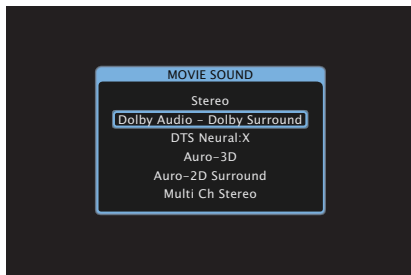 MOVIE SOUND
Stereo
Dolby Audio – Dolby Surround
DTS Neural:X
Auro-3D
Auro-2D Surround
Multi Ch Stereo